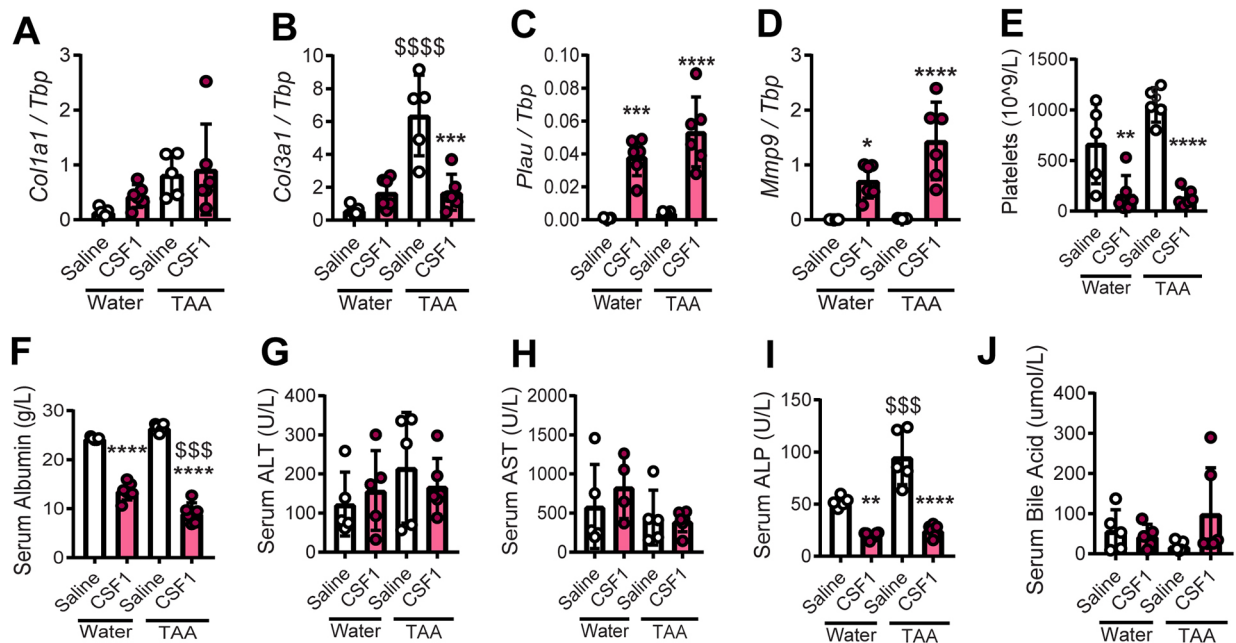 A
Col1a1 / Tbp
3
2
1
0
Saline
CSF1
Saline
CSF1
Water
TAA
B
Col3a1 / Tbp
10
8
6
4
2
0
$$$$
***
Saline
CSF1
Saline
CSF1
Water
TAA
C
Plau / Tbp
0.10
0.08
0.06
0.04
0.02
0.00
***
****
Saline
CSF1
Saline
CSF1
Water
TAA
D
Mmp9 / Tbp
3
2
1
0
*
****
Saline
CSF1
Saline
CSF1
Water
TAA
E
Platelets (10^9/L)
1500
1000
500
0
**
****
Saline
CSF1
Saline
CSF1
Water
TAA
F
Serum Albumin (g/L)
30
20
10
0
****
$$$
****
Saline
CSF1
Saline
CSF1
Water
TAA
G
Serum ALT (U/L)
400
300
200
100
0
Saline
CSF1
Saline
CSF1
Water
TAA
H
Serum AST (U/L)
2000
1500
1000
500
0
Saline
CSF1
Saline
CSF1
Water
TAA
I
Serum ALP (U/L)
150
100
50
0
**
$$$
****
Saline
CSF1
Saline
CSF1
Water
TAA
J
Serum Bile Acid (umol/L)
400
300
200
100
0
Saline
CSF1
Saline
CSF1
Water
TAA